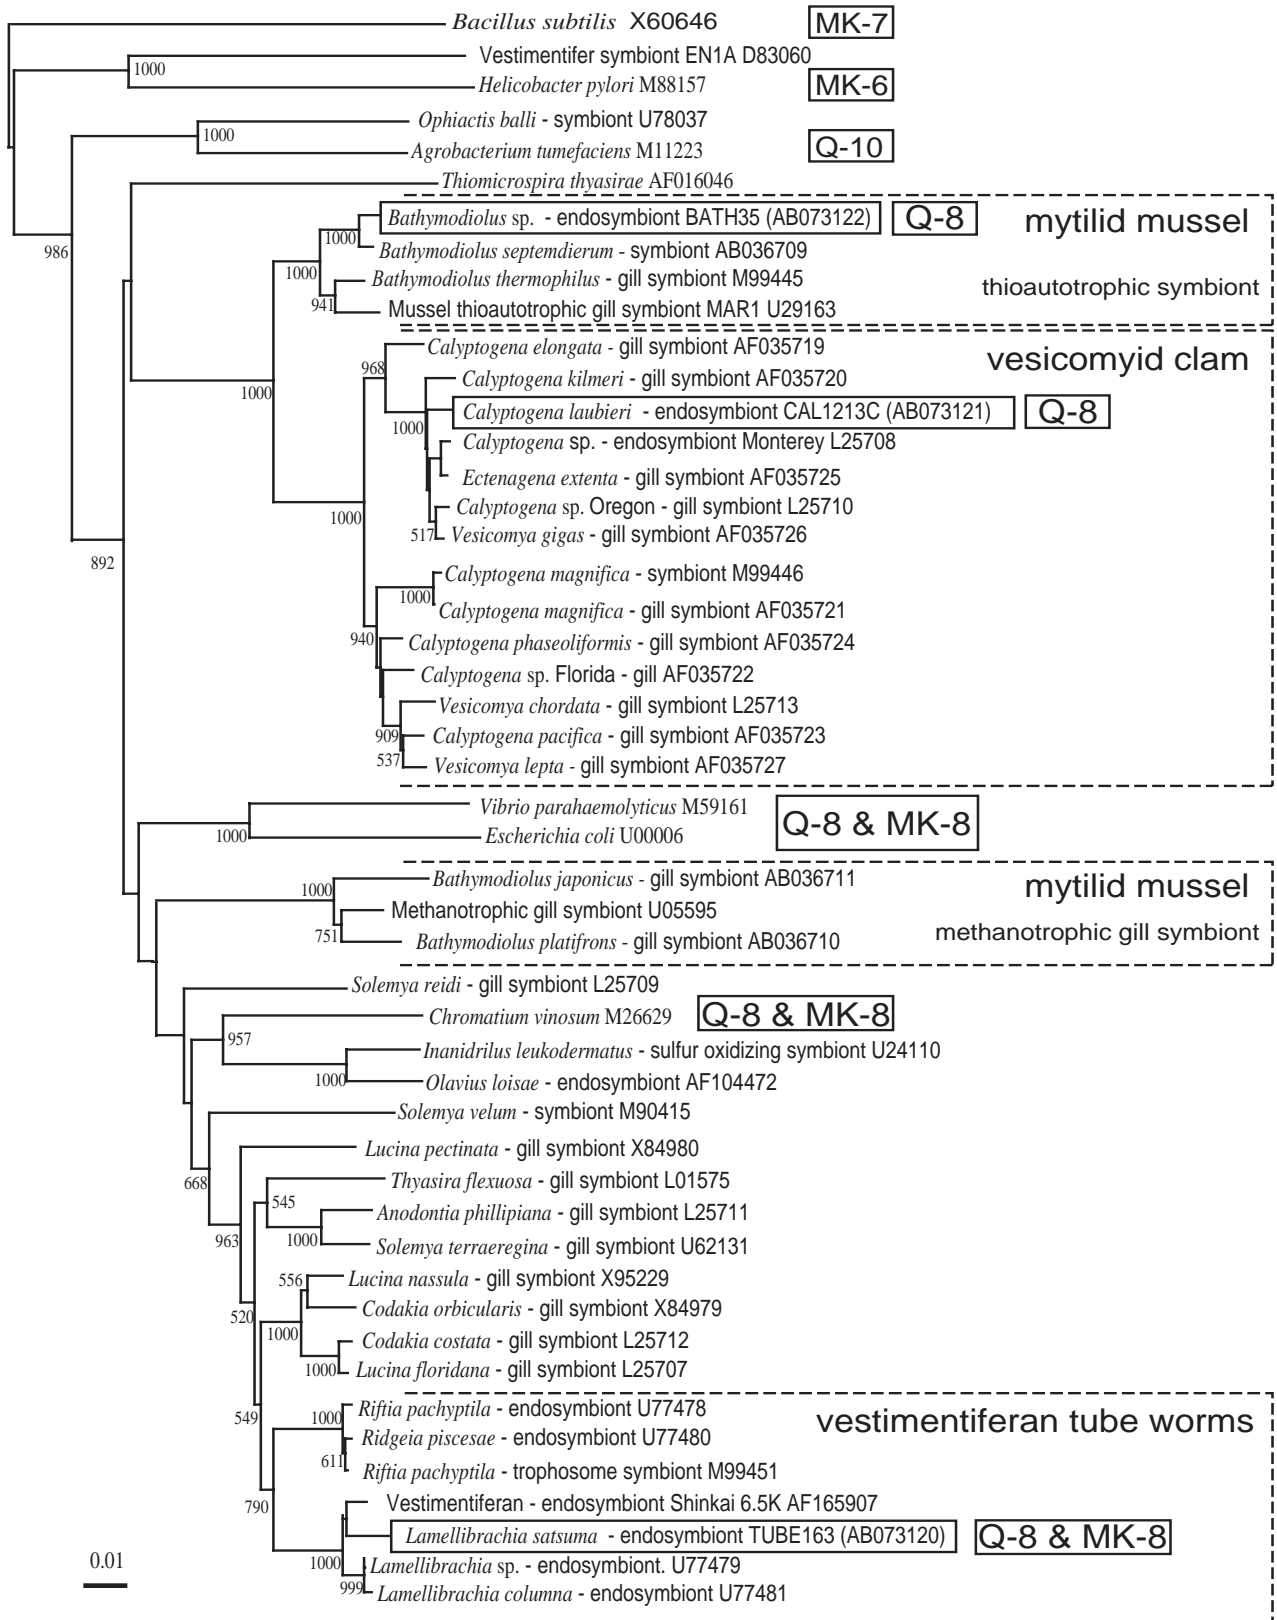 Bacillus subtilis X60646 MK-7
Vestimentifer symbiont EN1A D83060
1000
Helicobacter pylori M88157 MK-6
Ophiactis balli - symbiont U78037
1000
Agrobacterium tumefaciens M11223 Q-10
Thiomicrospira thyasirae AF016046
Bathymodiolus sp. - endosymbiont BATH35 (AB073122) Q-8 mytilid mussel
986
1000
Bathymodiolus septemdierum - symbiont AB036709
1000
Bathymodiolus thermophilus - gill symbiont M99445 thioautotrophic symbiont
941
Mussel thioautotrophic gill symbiont MAR1 U29163
Calyptogena elongata - gill symbiont AF035719 vesicomyid clam
968
Calyptogena kilmeri - gill symbiont AF035720
1000
Calyptogena laubieri - endosymbiont CAL1213C (AB073121) Q-8
1000
Calyptogena sp. - endosymbiont Monterey L25708
Ectenagena extenta - gill symbiont AF035725
Calyptogena sp. Oregon - gill symbiont L25710
1000
517
Vesicomya gigas - gill symbiont AF035726
892
Calyptogena magnifica - symbiont M99446
1000
Calyptogena magnifica - gill symbiont AF035721
940
Calyptogena phaseoliformis - gill symbiont AF035724
Calyptogena sp. Florida - gill AF035722
Vesicomya chordata - gill symbiont L25713
909
Calyptogena pacifica - gill symbiont AF035723
537
Vesicomya lepta - gill symbiont AF035727
Vibrio parahaemolyticus M59161
Q-8 & MK-8
1000
Escherichia coli U00006
Bathymodiolus japonicus - gill symbiont AB036711 mytilid mussel
1000
Methanotrophic gill symbiont U05595
751
Bathymodiolus platifrons - gill symbiont AB036710 methanotrophic gill symbiont
Solemya reidi - gill symbiont L25709
Chromatium vinosum M26629 Q-8 & MK-8
957
Inanidrilus leukodermatus - sulfur oxidizing symbiont U24110
1000
Olavius loisae - endosymbiont AF104472
Solemya velum - symbiont M90415
Lucina pectinata - gill symbiont X84980
668
Thyasira flexuosa - gill symbiont L01575
545
Anodontia phillipiana - gill symbiont L25711
963
1000
Solemya terraeregina - gill symbiont U62131
556
Lucina nassula - gill symbiont X95229
Codakia orbicularis - gill symbiont X84979
520
1000
Codakia costata - gill symbiont L25712
1000
Lucina floridana - gill symbiont L25707
Riftia pachyptila - endosymbiont U77478 vestimentiferan tube worms
549
1000
Ridgeia piscesae - endosymbiont U77480
611
Riftia pachyptila - trophosome symbiont M99451
790
Vestimentiferan - endosymbiont Shinkai 6.5K AF165907
Lamellibrachia satsuma - endosymbiont TUBE163 (AB073120) Q-8 & MK-8
0.01
1000
Lamellibrachia sp. - endosymbiont. U77479
999
Lamellibrachia columna - endosymbiont U77481